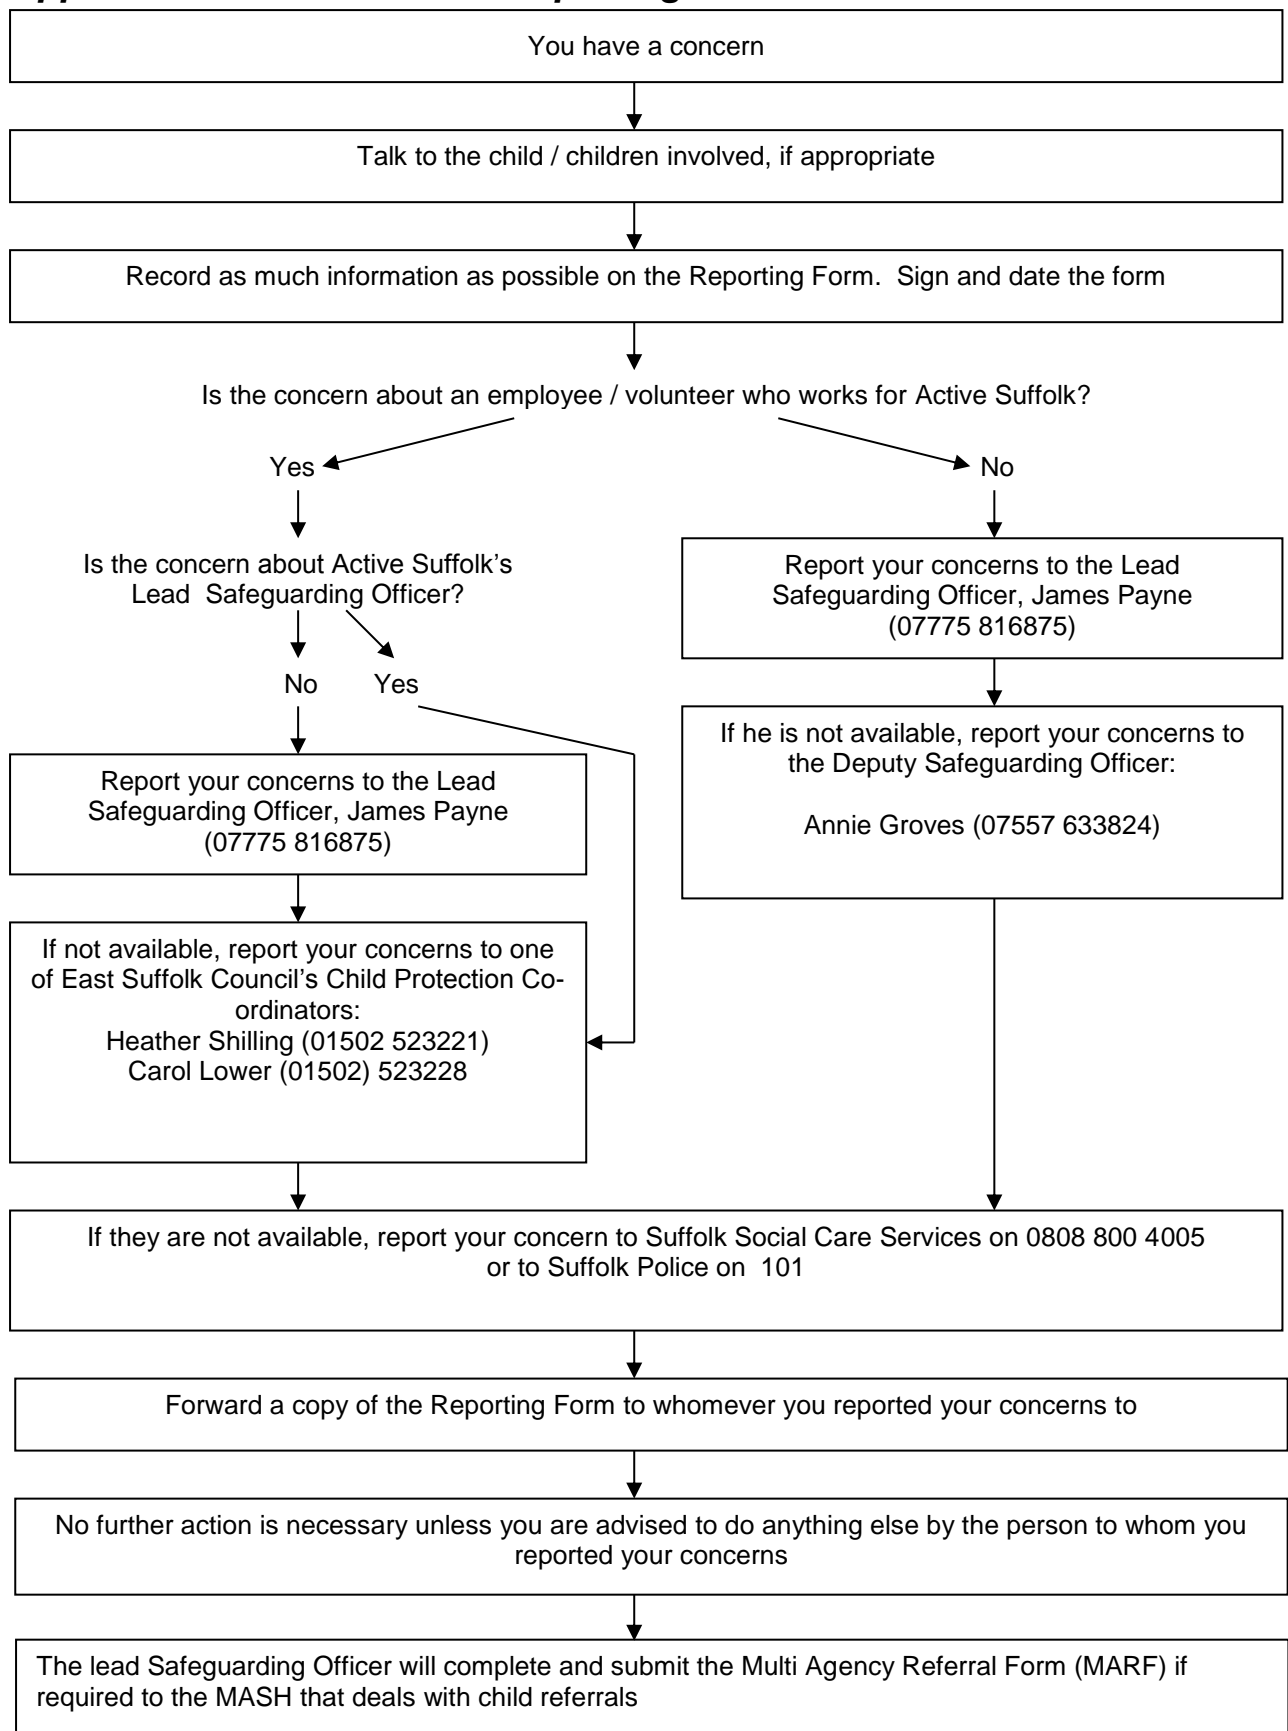 You have a concern
Talk to the child / children involved, if appropriate
Record as much information as possible on the Reporting Form.  Sign and date the form
Is the concern about an employee / volunteer who works for Active Suffolk?
Yes
No
Is the concern about Active Suffolk's
Lead  Safeguarding Officer?
No
Yes
Report your concerns to the Lead
Safeguarding Officer, James Payne
(07775 816875)
If not available, report your concerns to one
of East Suffolk Council's Child Protection Co-
ordinators:
Heather Shilling (01502 523221)
Carol Lower (01502) 523228
Report your concerns to the Lead
Safeguarding Officer, James Payne
(07775 816875)
If he is not available, report your concerns to
the Deputy Safeguarding Officer:
Annie Groves (07557 633824)
If they are not available, report your concern to Suffolk Social Care Services on 0808 800 4005
or to Suffolk Police on  101
Forward a copy of the Reporting Form to whomever you reported your concerns to
No further action is necessary unless you are advised to do anything else by the person to whom you
reported your concerns
The lead Safeguarding Officer will complete and submit the Multi Agency Referral Form (MARF) if
required to the MASH that deals with child referrals